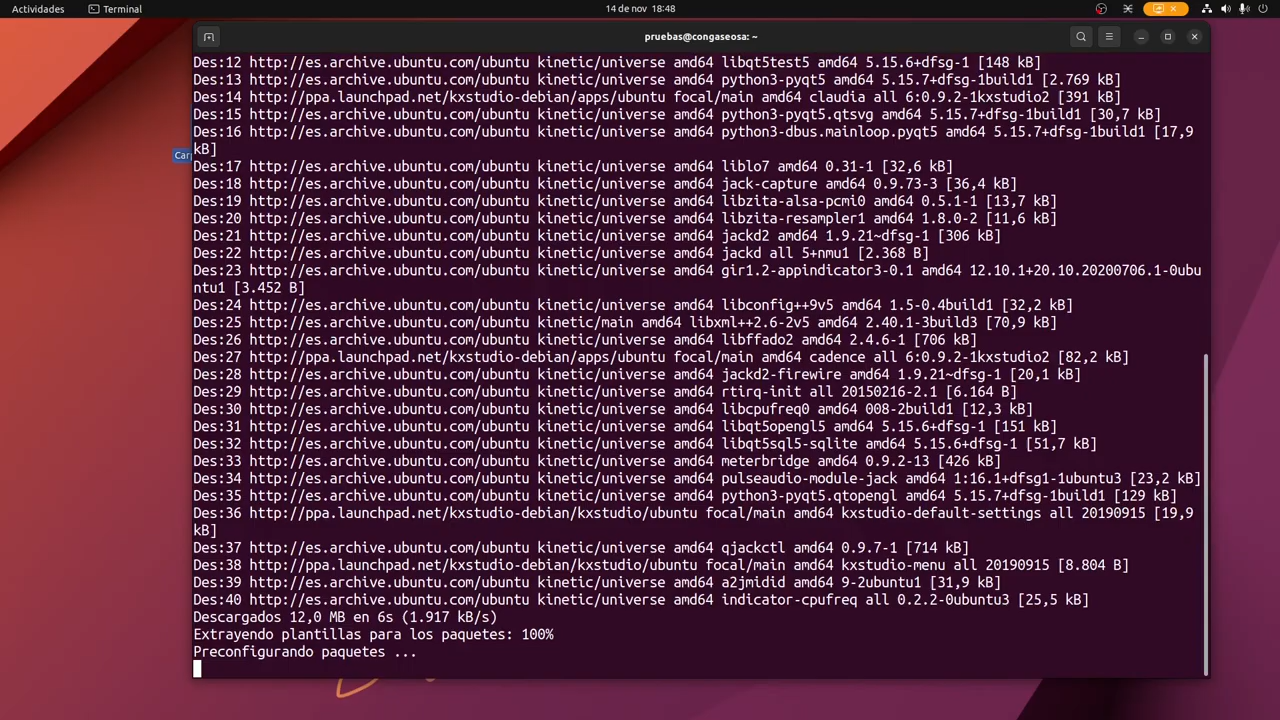 Actividades
Terminal
14 de nov 18:48
pruebas@congaseosa: ~
Car
Des:12 http://es.archive.ubuntu.com/ubuntu kinetic/universe amd64 libqt5test5 amd64 5.15.6+dfsg-1 [148 kB]
Des:13 http://es.archive.ubuntu.com/ubuntu kinetic/universe amd64 python3-pyqt5 amd64 5.15.7+dfsg-1build1 [2.769 kB]
Des:14 http://ppa.launchpad.net/kxstudio-debian/apps/ubuntu focal/main amd64 claudia all 6:0.9.2-1kxstudio2 [391 kB]
Des:15 http://es.archive.ubuntu.com/ubuntu kinetic/universe amd64 python3-pyqt5.qtsvg amd64 5.15.7+dfsg-1build1 [30,7 kB]
Des:16 http://es.archive.ubuntu.com/ubuntu kinetic/universe amd64 python3-dbus.mainloop.pyqt5 amd64 5.15.7+dfsg-1build1 [17,9
kB]
Des:17 http://es.archive.ubuntu.com/ubuntu kinetic/universe amd64 liblo7 amd64 0.31-1 [32,6 kB]
Des:18 http://es.archive.ubuntu.com/ubuntu kinetic/universe amd64 jack-capture amd64 0.9.73-3 [36,4 kB]
Des:19 http://es.archive.ubuntu.com/ubuntu kinetic/universe amd64 libzita-alsa-pcmi0 amd64 0.5.1-1 [13,7 kB]
Des:20 http://es.archive.ubuntu.com/ubuntu kinetic/universe amd64 libzita-resampler1 amd64 1.8.0-2 [11,6 kB]
Des:21 http://es.archive.ubuntu.com/ubuntu kinetic/universe amd64 jackd2 amd64 1.9.21~dfsg-1 [306 kB]
Des:22 http://es.archive.ubuntu.com/ubuntu kinetic/universe amd64 jackd all 5+nmu1 [2.368 B]
Des:23 http://es.archive.ubuntu.com/ubuntu kinetic/universe amd64 gir1.2-appindicator3-0.1 amd64 12.10.1+20.10.20200706.1-0ubu
ntu1 [3.452 B]
Des:24 http://es.archive.ubuntu.com/ubuntu kinetic/universe amd64 libconfig++9v5 amd64 1.5-0.4build1 [32,2 kB]
Des:25 http://es.archive.ubuntu.com/ubuntu kinetic/main amd64 libxml++2.6-2v5 amd64 2.40.1-3build3 [70,9 kB]
Des:26 http://es.archive.ubuntu.com/ubuntu kinetic/universe amd64 libffado2 amd64 2.4.6-1 [706 kB]
Des:27 http://ppa.launchpad.net/kxstudio-debian/apps/ubuntu focal/main amd64 cadence all 6:0.9.2-1kxstudio2 [82,2 kB]
Des:28 http://es.archive.ubuntu.com/ubuntu kinetic/universe amd64 jackd2-firewire amd64 1.9.21~dfsg-1 [20,1 kB]
Des:29 http://es.archive.ubuntu.com/ubuntu kinetic/universe amd64 rtirq-init all 20150216-2.1 [6.164 B]
Des:30 http://es.archive.ubuntu.com/ubuntu kinetic/universe amd64 libcpufreq0 amd64 008-2build1 [12,3 kB]
Des:31 http://es.archive.ubuntu.com/ubuntu kinetic/universe amd64 libqt5opengl5 amd64 5.15.6+dfsg-1 [151 kB]
Des:32 http://es.archive.ubuntu.com/ubuntu kinetic/universe amd64 libqt5sql5-sqlite amd64 5.15.6+dfsg-1 [51,7 kB]
Des:33 http://es.archive.ubuntu.com/ubuntu kinetic/universe amd64 meterbridge amd64 0.9.2-13 [426 kB]
Des:34 http://es.archive.ubuntu.com/ubuntu kinetic/universe amd64 pulseaudio-module-jack amd64 1:16.1+dfsg1-1ubuntu3 [23,2 kB]
Des:35 http://es.archive.ubuntu.com/ubuntu kinetic/universe amd64 python3-pyqt5.qtopengl amd64 5.15.7+dfsg-1build1 [129 kB]
Des:36 http://ppa.launchpad.net/kxstudio-debian/kxstudio/ubuntu focal/main amd64 kxstudio-default-settings all 20190915 [19,9
kB]
Des:37 http://es.archive.ubuntu.com/ubuntu kinetic/universe amd64 qjackctl amd64 0.9.7-1 [714 kB]
Des:38 http://ppa.launchpad.net/kxstudio-debian/kxstudio/ubuntu focal/main amd64 kxstudio-menu all 20190915 [8.804 B]
Des:39 http://es.archive.ubuntu.com/ubuntu kinetic/universe amd64 a2jmidid amd64 9-2ubuntu1 [31,9 kB]
Des:40 http://es.archive.ubuntu.com/ubuntu kinetic/universe amd64 indicator-cpufreq all 0.2.2-0ubuntu3 [25,5 kB]
Descargados 12,0 MB en 6s (1.917 kB/s)
Extrayendo plantillas para los paquetes: 100%
Preconfigurando paquetes ...